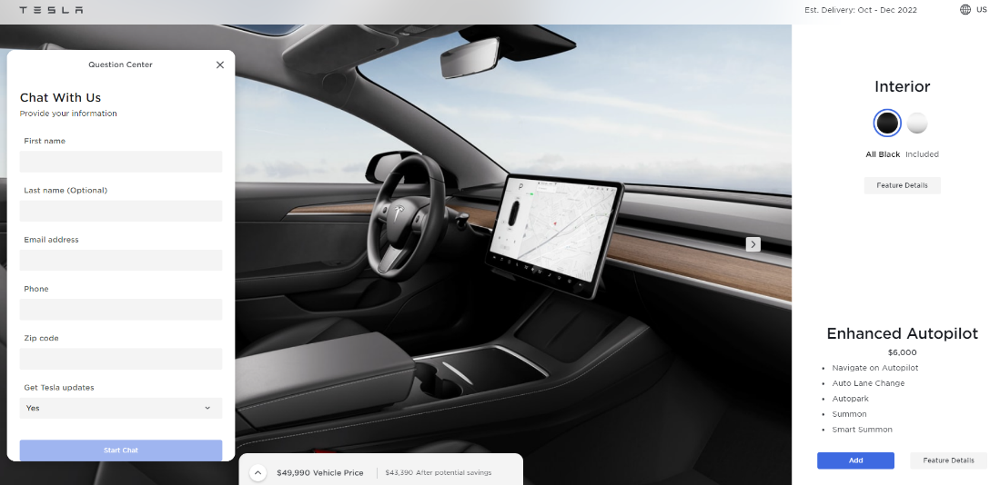 TESLA
Est. Delivery: Oct - Dec 2022
US
Question Center
Chat With Us
Provide your information
First name
Last name (Optional)
Email address
Phone
Zip code
Get Tesla updates
Yes
Start Chat
$49,990 Vehicle Price
$43,390 After potential savings
Interior
All Black Included
Feature Details
Enhanced Autopilot
$6,000
• Navigate on Autopilot
• Auto Lane Change
• Autopark
• Summon
• Smart Summon
Add
Feature Details